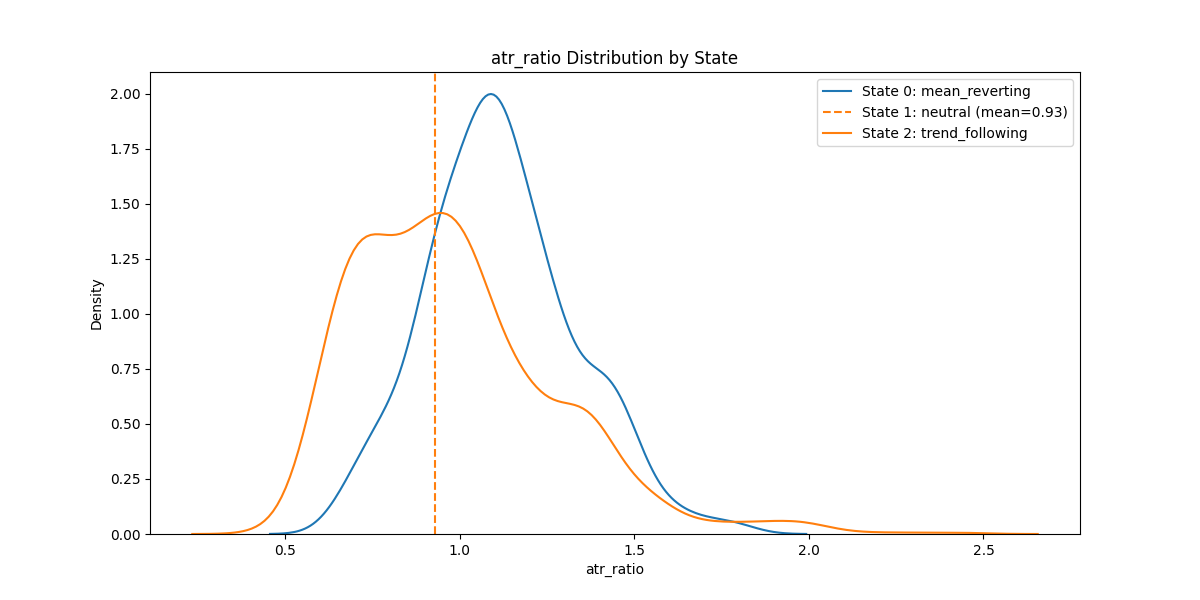 atr_ratio Distribution by State
State 0: mean_reverting
State 1: neutral (mean=0.93)
State 2: trend_following
2.00
1.75
1.50
1.25
1.00
0.75
0.50
0.25
0.00
Density
0.5 1.0 1.5 2.0 2.5
atr_ratio